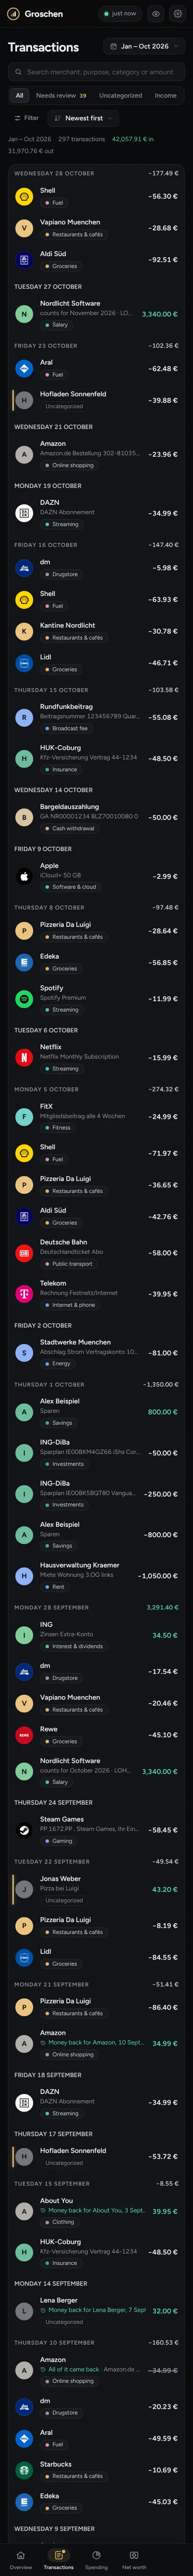 Groschen
just now
Transactions
Jan – Oct 2026
Search merchant, purpose, category or amount
All
Needs review 39
Uncategorized
Income
Filter
Newest first
Jan – Oct 2026 297 transactions 42,057.91 € in
31,970.76 € out
WEDNESDAY 28 OCTOBER −177.49 €
Shell
Fuel
−56.30 €
Vapiano Muenchen
Restaurants & cafés
−28.68 €
Aldi Süd
Groceries
−92.51 €
TUESDAY 27 OCTOBER
Nordlicht Software
counts for November 2026 · LO...
Salary
3,340.00 €
FRIDAY 23 OCTOBER −102.36 €
Aral
Fuel
−62.48 €
H
Hofladen Sonnenfeld
Uncategorized
−39.88 €
WEDNESDAY 21 OCTOBER
A
Amazon
Amazon.de Bestellung 302-81035...
Online shopping
−23.96 €
MONDAY 19 OCTOBER
DAZN
DAZN Abonnement
Streaming
−34.99 €
FRIDAY 16 OCTOBER −147.40 €
dm
Drugstore
−5.98 €
Shell
Fuel
−63.93 €
K
Kantine Nordlicht
Restaurants & cafés
−30.78 €
Lidl
Groceries
−46.71 €
THURSDAY 15 OCTOBER −103.58 €
R
Rundfunkbeitrag
Beitragsnummer 123456789 Quar...
Broadcast fee
−55.08 €
H
HUK-Coburg
Kfz-Versicherung Vertrag 44-1234
Insurance
−48.50 €
WEDNESDAY 14 OCTOBER
B
Bargeldauszahlung
GA NR00001234 BLZ70010080 0
Cash withdrawal
−50.00 €
FRIDAY 9 OCTOBER
Apple
iCloud+ 50 GB
Software & cloud
−2.99 €
THURSDAY 8 OCTOBER −97.48 €
P
Pizzeria Da Luigi
Restaurants & cafés
−28.64 €
Edeka
Groceries
−56.85 €
Spotify
Spotify Premium
Streaming
−11.99 €
TUESDAY 6 OCTOBER
Netflix
Netflix Monthly Subscription
Streaming
−15.99 €
MONDAY 5 OCTOBER −274.32 €
F
FitX
Mitgliedsbeitrag alle 4 Wochen
Fitness
−24.99 €
Shell
Fuel
−71.97 €
P
Pizzeria Da Luigi
Restaurants & cafés
−36.65 €
Aldi Süd
Groceries
−42.76 €
Deutsche Bahn
Deutschlandticket Abo
Public transport
−58.00 €
Telekom
Rechnung Festnetz/Internet
Internet & phone
−39.95 €
FRIDAY 2 OCTOBER
S
Stadtwerke Muenchen
Abschlag Strom Vertragskonto 10...
Energy
−81.00 €
THURSDAY 1 OCTOBER −1,350.00 €
A
Alex Beispiel
Sparen
Savings
800.00 €
I
ING-DiBa
Sparplan IE00BKM4GZ66 iShs Cor...
Investments
−50.00 €
I
ING-DiBa
Sparplan IE00BK5BQT80 Vangua...
Investments
−250.00 €
A
Alex Beispiel
Sparen
Savings
−800.00 €
H
Hausverwaltung Kraemer
Miete Wohnung 3.OG links
Rent
−1,050.00 €
MONDAY 28 SEPTEMBER 3,291.40 €
I
ING
Zinsen Extra-Konto
Interest & dividends
34.50 €
dm
Drugstore
−17.54 €
V
Vapiano Muenchen
Restaurants & cafés
−20.46 €
Rewe
Groceries
−45.10 €
N
Nordlicht Software
counts for October 2026 · LOH...
Salary
3,340.00 €
THURSDAY 24 SEPTEMBER
Steam Games
PP.1672.PP . Steam Games, Ihr Ein...
Gaming
−58.45 €
TUESDAY 22 SEPTEMBER −49.54 €
J
Jonas Weber
Pizza bei Luigi
Uncategorized
43.20 €
P
Pizzeria Da Luigi
Restaurants & cafés
−8.19 €
Lidl
Groceries
−84.55 €
MONDAY 21 SEPTEMBER −51.41 €
P
Pizzeria Da Luigi
Restaurants & cafés
−86.40 €
A
Amazon
Money back for Amazon, 10 Sept...
Online shopping
34.99 €
FRIDAY 18 SEPTEMBER
DAZN
DAZN Abonnement
Streaming
−34.99 €
THURSDAY 17 SEPTEMBER
H
Hofladen Sonnenfeld
Uncategorized
−53.72 €
TUESDAY 15 SEPTEMBER −8.55 €
A
About You
Money back for About You, 3 Sept...
Clothing
39.95 €
H
HUK-Coburg
Kfz-Versicherung Vertrag 44-1234
Insurance
−48.50 €
MONDAY 14 SEPTEMBER
L
Lena Berger
Money back for Lena Berger, 7 Sept
Uncategorized
32.00 €
THURSDAY 10 SEPTEMBER −160.53 €
A
Amazon
All of it came back · Amazon.de ...
Online shopping
−34.99 €
dm
Drugstore
−20.23 €
Aral
Fuel
−49.59 €
Starbucks
Restaurants & cafés
−10.69 €
Edeka
Groceries
−45.03 €
WEDNESDAY 9 SEPTEMBER
Overview
Transactions
Spending
Net worth